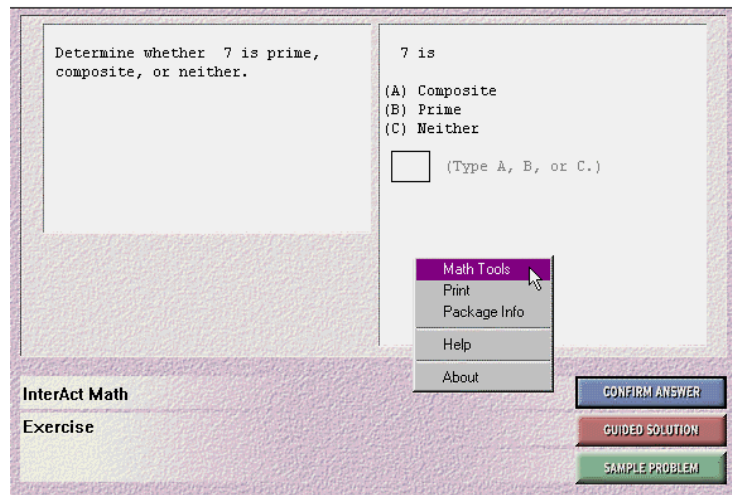 Determine whether 7 is prime,
composite, or neither.
7 is
(A) Composite
(B) Prime
(C) Neither
(Type A, B, or C.)
Math Tools
Print
Package Info
Help
About
InterAct Math
Exercise
CONFIRM ANSWER
GUIDED SOLUTION
SAMPLE PROBLEM